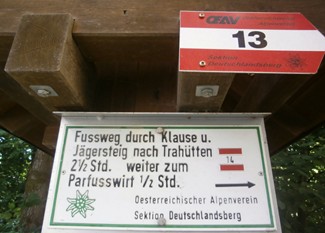 OEAV
13
Fussweg durch Klause u.
Jägersteig nach Trahütten
2½ Std. weiter zum 14
Parfusswirt ½ Std.
Oesterreichischer Alpenverein
Sektion Deutschlandsberg